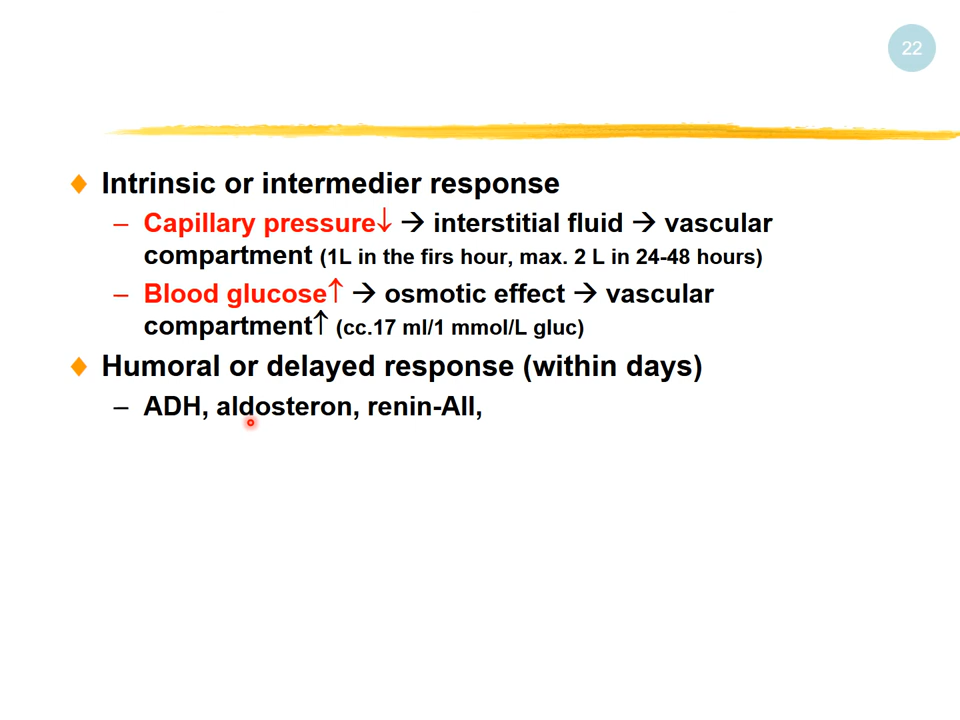 22
♦ Intrinsic or intermedier response
– Capillary pressure↓ → interstitial fluid → vascular
compartment (1L in the firs hour, max. 2 L in 24-48 hours)
– Blood glucose↑ → osmotic effect → vascular
compartment↑ (cc.17 ml/1 mmol/L gluc)
♦ Humoral or delayed response (within days)
– ADH, aldosteron, renin-AII,